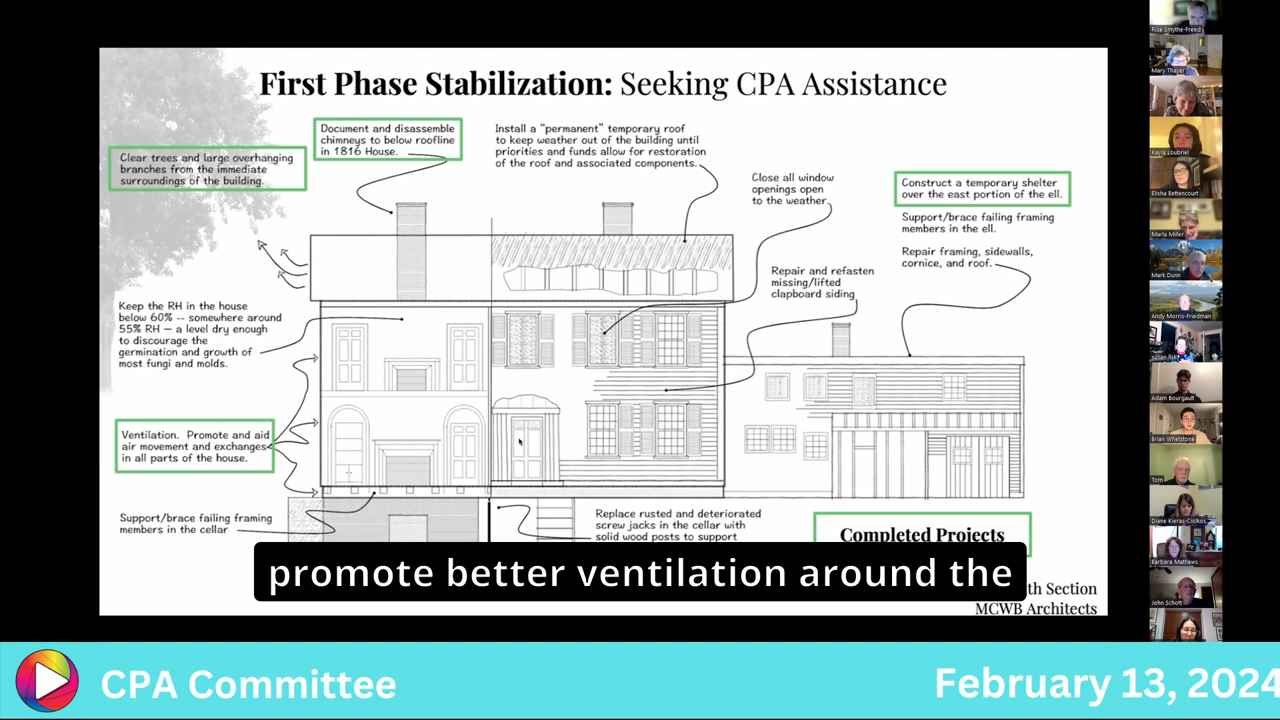 First Phase Stabilization: Seeking CPA Assistance
Document and disassemble
chimneys to below roofline
in 1816 House.
Install a "permanent" temporary roof
to keep weather out of the building until
priorities and funds allow for restoration
of the roof and associated components.
Clear trees and large overhanging
branches from the immediate
surroundings of the building.
Close all window
openings open
to the weather.
Construct a temporary shelter
over the east portion of the ell.
Support/brace failing framing
members in the ell.
Repair framing, sidewalls,
cornice, and roof.
Repair and refasten
missing/lifted
clapboard siding
Keep the RH in the house
below 60% -- somewhere around
55% RH – a level dry enough
to discourage the
germination and growth of
most fungi and molds.
Ventilation. Promote and aid
air movement and exchanges
in all parts of the house.
Support/brace failing framing
members in the cellar
Replace rusted and deteriorated
screw jacks in the cellar with
solid wood posts to support
Completed Projects
th Section
MCWB Architects
promote better ventilation around the
Rise Smythe-Freed
Mary Thayer
Kayla Loubriel
Elisha Bettencourt
Marla Miller
Mark Dunn
Andy Morris-Friedman
Adam Bourgault
Brian Whetstone
Tom
Diane Kieras-Ciolkos
Barbara Mathews
John Schott
CPA Committee
February 13, 2024